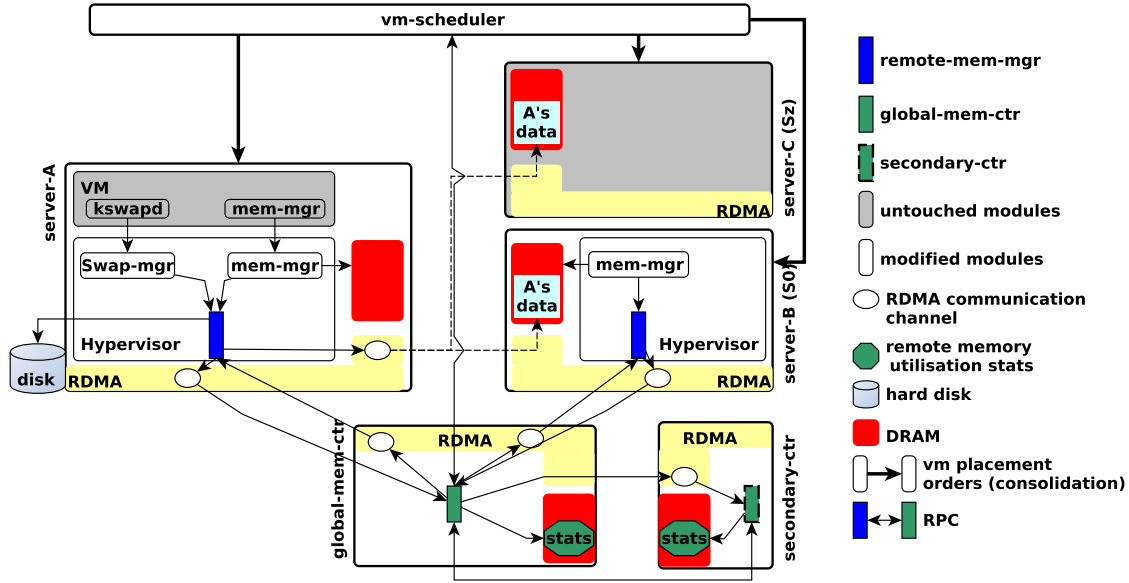 vm-scheduler
server-A
VM
kswapd
mem-mgr
Swap-mgr
mem-mgr
Hypervisor
disk
RDMA
A's
data
RDMA
server-C (Sz)
mem-mgr
A's
data
Hypervisor
RDMA
server-B (S0)
global-mem-ctr
RDMA
stats
RDMA
stats
secondary-ctr
remote-mem-mgr
global-mem-ctr
secondary-ctr
untouched modules
modified modules
RDMA communication
channel
remote memory
utilisation stats
hard disk
DRAM
vm placement
orders (consolidation)
RPC